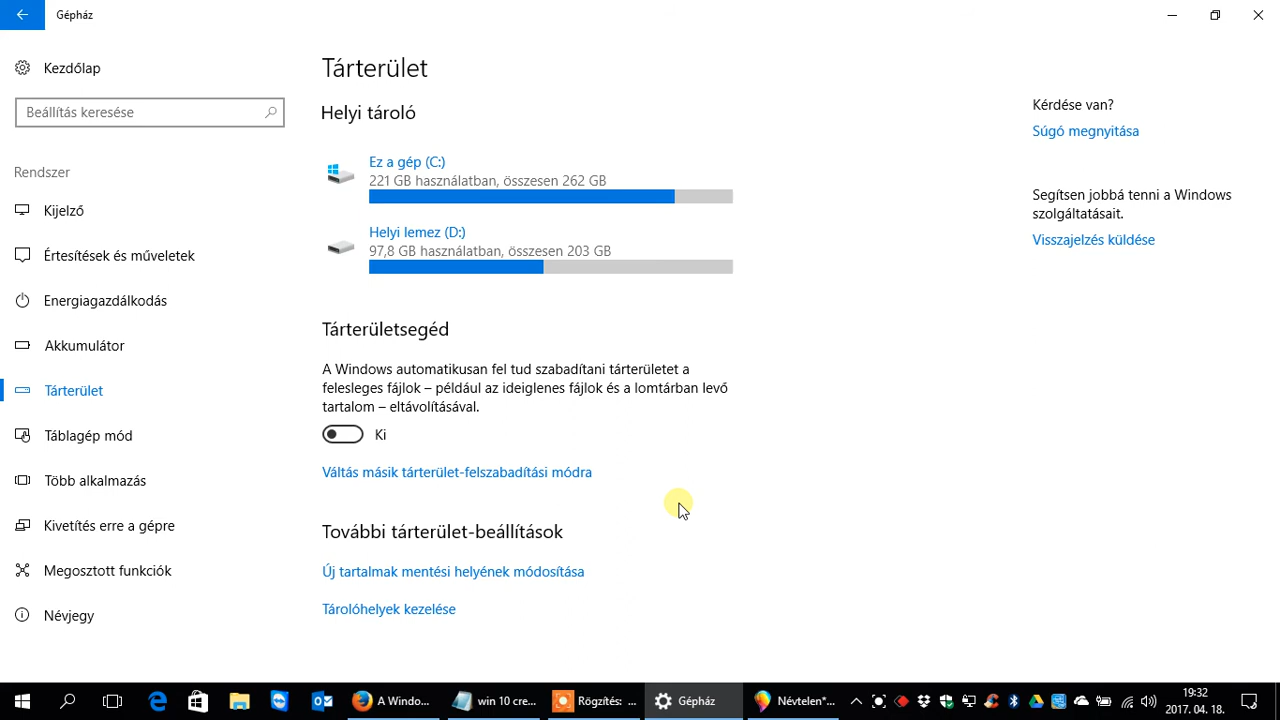 Gépház
Kezdőlap
Beállítás keresése
Rendszer
Kijelző
Értesítések és műveletek
Energiagazdálkodás
Akkumulátor
Tárterület
Táblagép mód
Több alkalmazás
Kivetítés erre a gépre
Megosztott funkciók
Névjegy
Tárterület
Helyi tároló
Ez a gép (C:)
221 GB használatban, összesen 262 GB
Helyi lemez (D:)
97,8 GB használatban, összesen 203 GB
Tárterületsegéd
A Windows automatikusan fel tud szabadítani tárterületet a
felesleges fájlok – például az ideiglenes fájlok és a lomtárban levő
tartalom – eltávolításával.
Ki
Váltás másik tárterület-felszabadítási módra
További tárterület-beállítások
Új tartalmak mentési helyének módosítása
Tárolóhelyek kezelése
Kérdése van?
Súgó megnyitása
Segítsen jobbá tenni a Windows
szolgáltatásait.
Visszajelzés küldése
A Windo...
win 10 cre...
Rögzítés: ...
Gépház
Névtelen*...
19:32
2017. 04. 18.